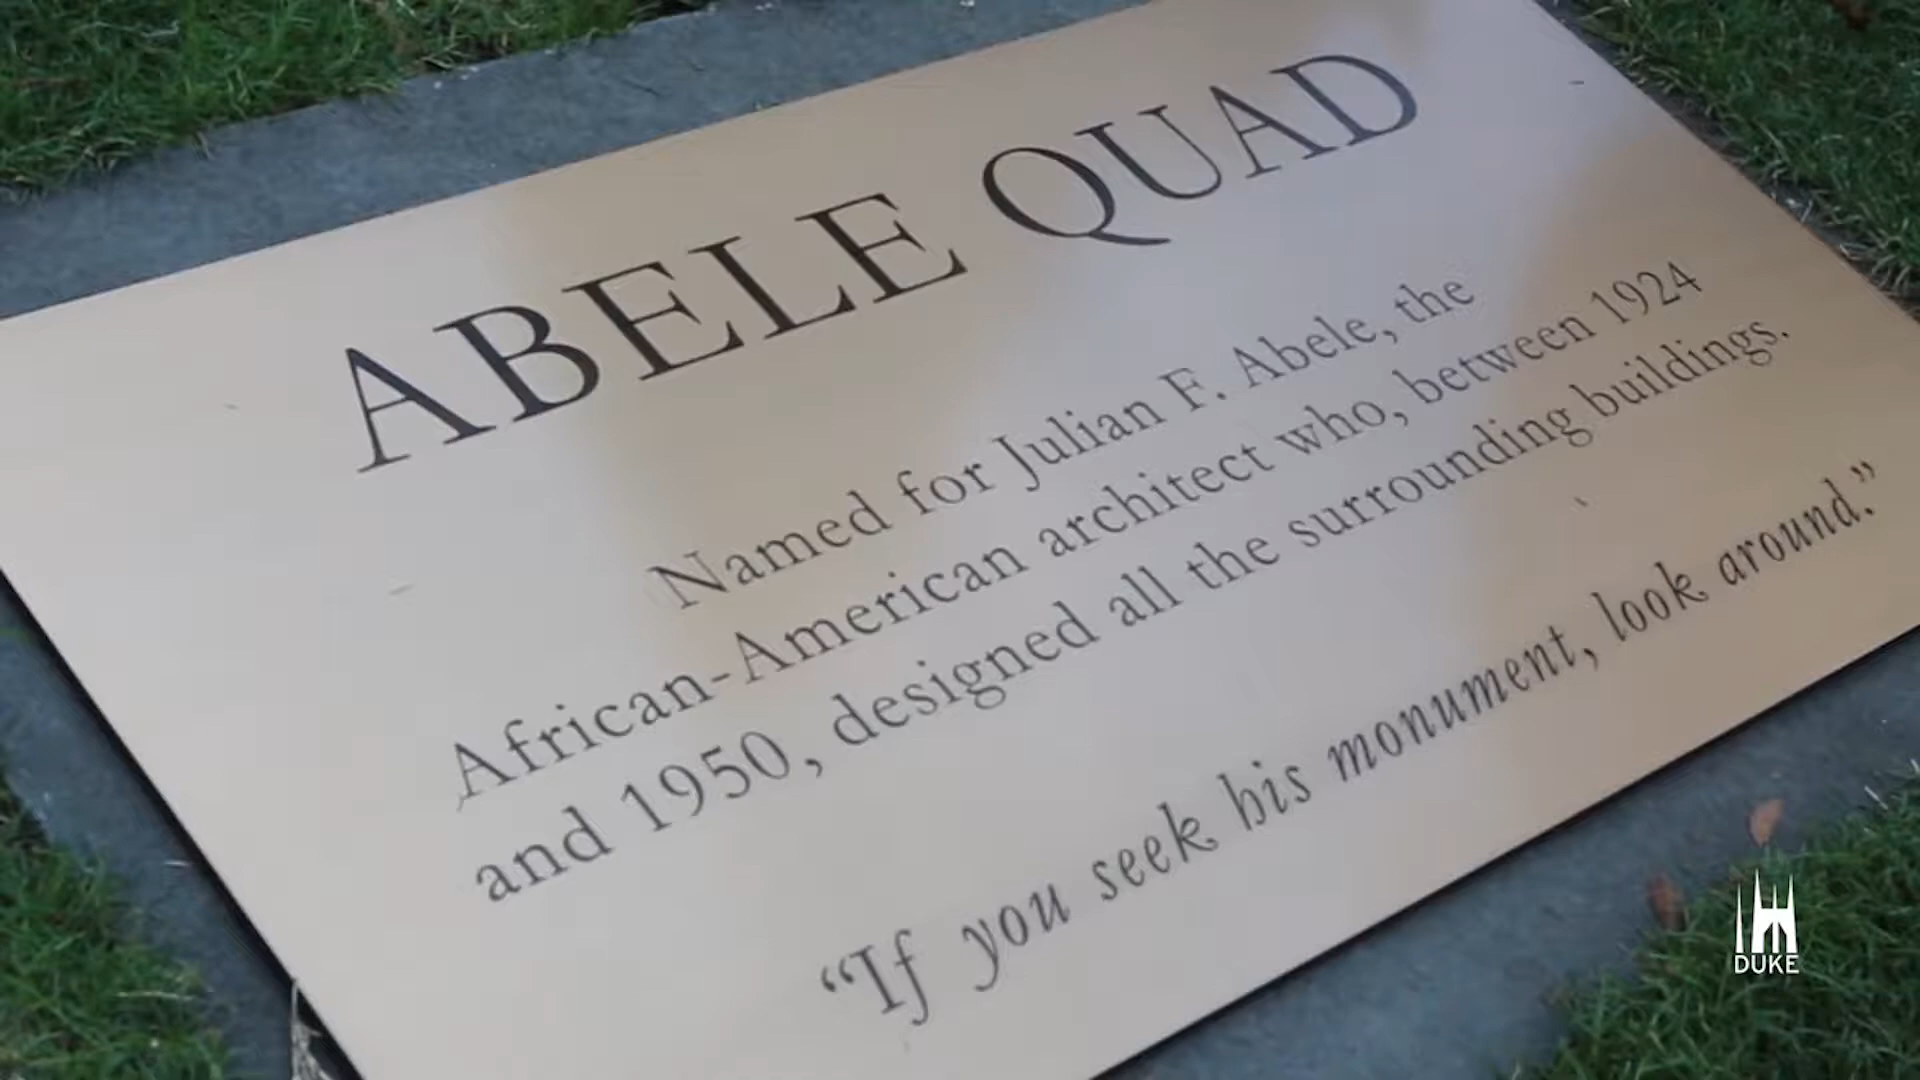 ABELE QUAD
Named for Julian F. Abele, the
African-American architect who, between 1924
and 1950, designed all the surrounding buildings.
“If you seek his monument, look around.”
DUKE